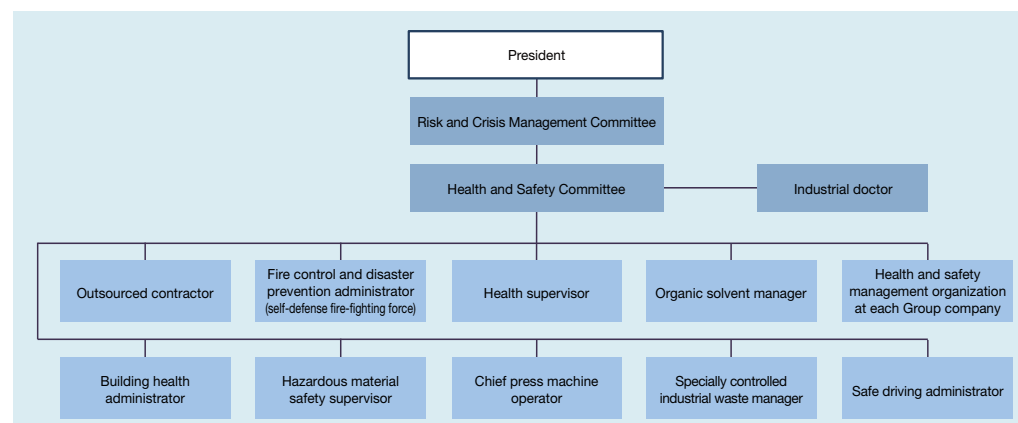 President
Risk and Crisis Management Committee
Health and Safety Committee
Industrial doctor
Outsourced contractor
Fire control and disaster
prevention administrator
(self-defense fire-fighting force)
Health supervisor
Organic solvent manager
Health and safety
management organization
at each Group company
Building health
administrator
Hazardous material
safety supervisor
Chief press machine
operator
Specially controlled
industrial waste manager
Safe driving administrator